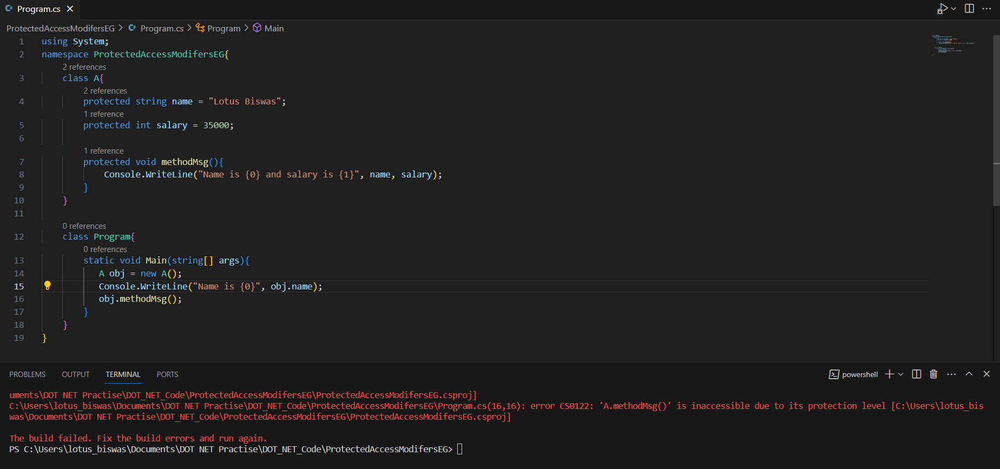 Program.cs
ProtectedAccessModifersEG > Program.cs > Program > Main
1 using System;
2 namespace ProtectedAccessModifersEG{
2 references
3 class A{
2 references
4 protected string name = "Lotus Biswas";
1 reference
5 protected int salary = 35000;
6
1 reference
7 protected void methodMsg(){
8 Console.WriteLine("Name is {0} and salary is {1}", name, salary);
9 }
10 }
11
0 references
12 class Program{
0 references
13 static void Main(string[] args){
14 A obj = new A();
15 Console.WriteLine("Name is {0}", obj.name);
16 obj.methodMsg();
17 }
18 }
19 }
PROBLEMS OUTPUT TERMINAL PORTS powershell
uments\DOT NET Practise\DOT_NET_Code\ProtectedAccessModifersEG\ProtectedAccessModifersEG.csproj]
C:\Users\lotus_biswas\Documents\DOT NET Practise\DOT_NET_Code\ProtectedAccessModifersEG\Program.cs(16,16): error CS0122: 'A.methodMsg()' is inaccessible due to its protection level [C:\Users\lotus_bis
was\Documents\DOT NET Practise\DOT_NET_Code\ProtectedAccessModifersEG\ProtectedAccessModifersEG.csproj]
The build failed. Fix the build errors and run again.
PS C:\Users\lotus_biswas\Documents\DOT NET Practise\DOT_NET_Code\ProtectedAccessModifersEG>